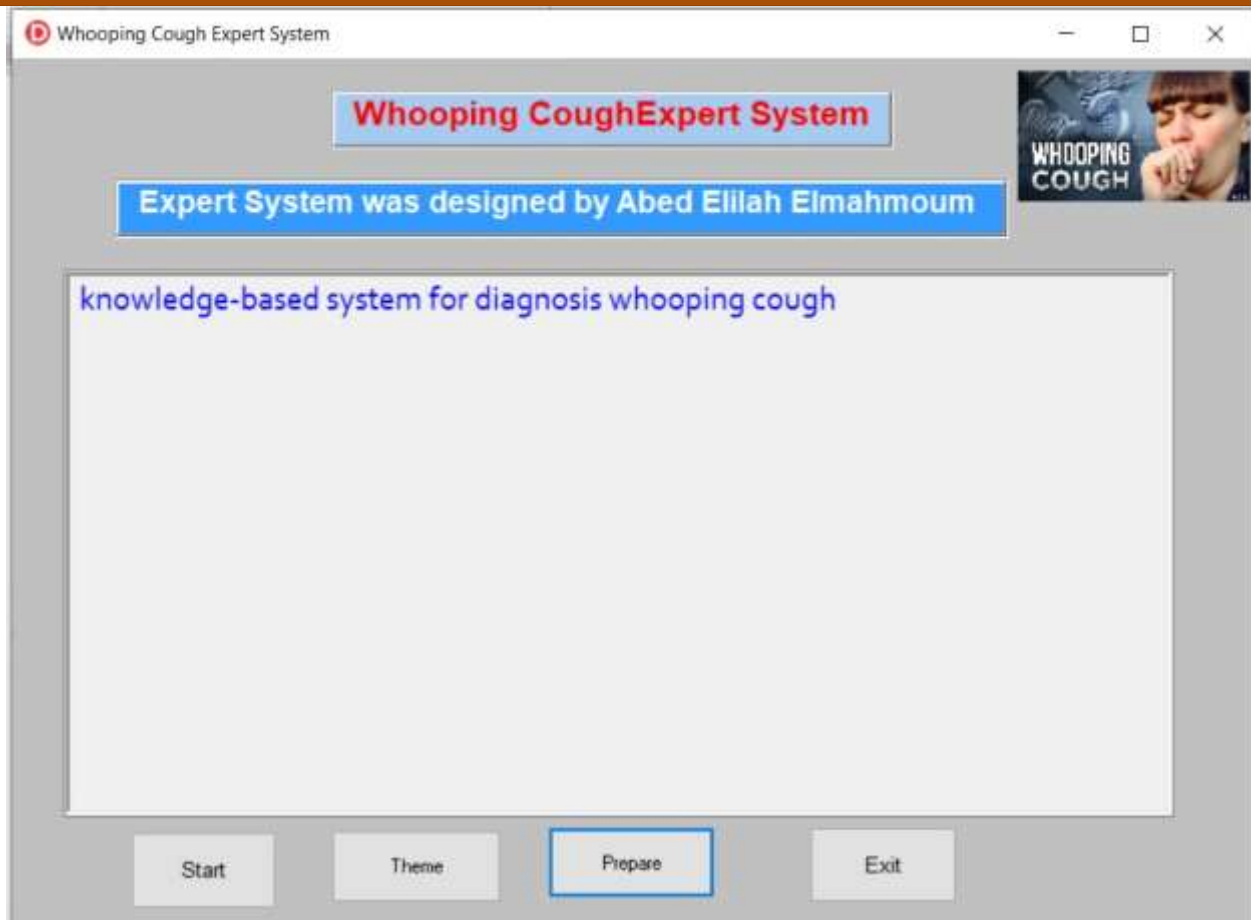 Whooping Cough Expert System
Whooping CoughExpert System
WHOOPING
COUGH
Expert System was designed by Abed Elilah Elmahmoum
knowledge-based system for diagnosis whooping cough
Start
Theme
Prepare
Exit